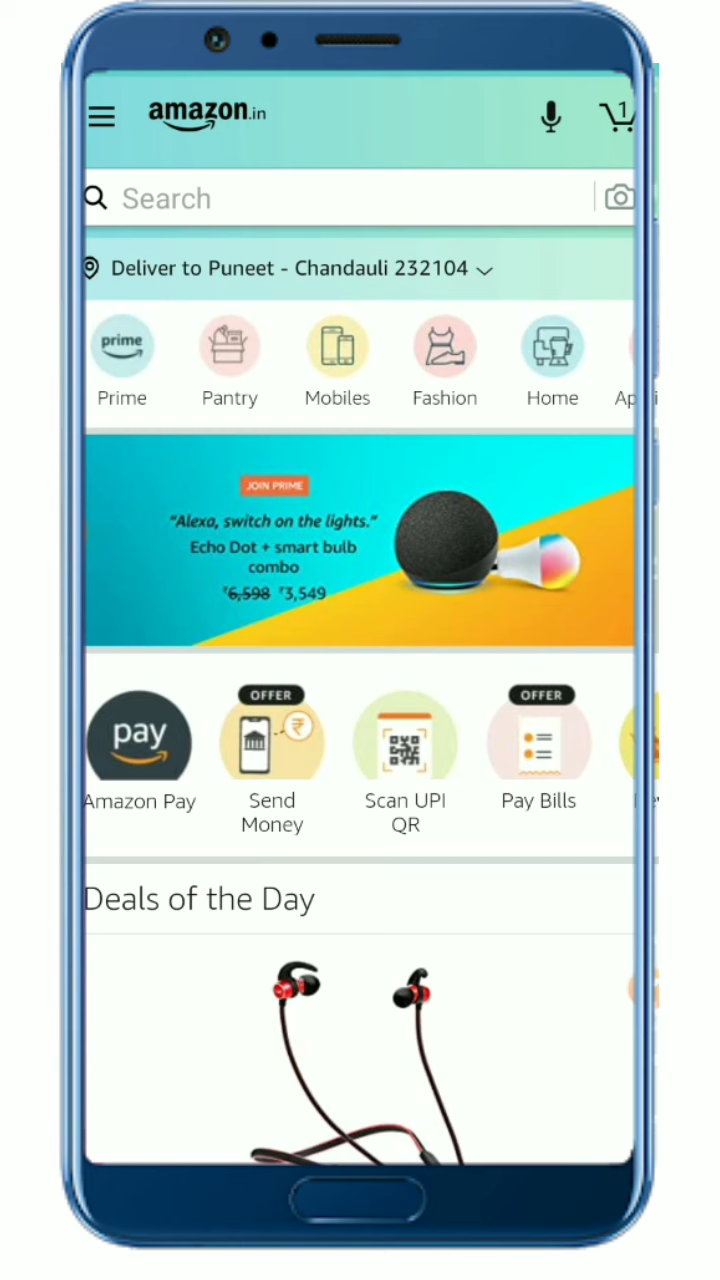 amazon.in
1
Search
Deliver to Puneet - Chandauli 232104
prime
Prime
Pantry
Mobiles
Fashion
Home
JOIN PRIME
“Alexa, switch on the lights.”
Echo Dot + smart bulb
combo
₹6,598 ₹3,549
pay
OFFER
OFFER
Amazon Pay
Send
Money
Scan UPI
QR
Pay Bills
Deals of the Day